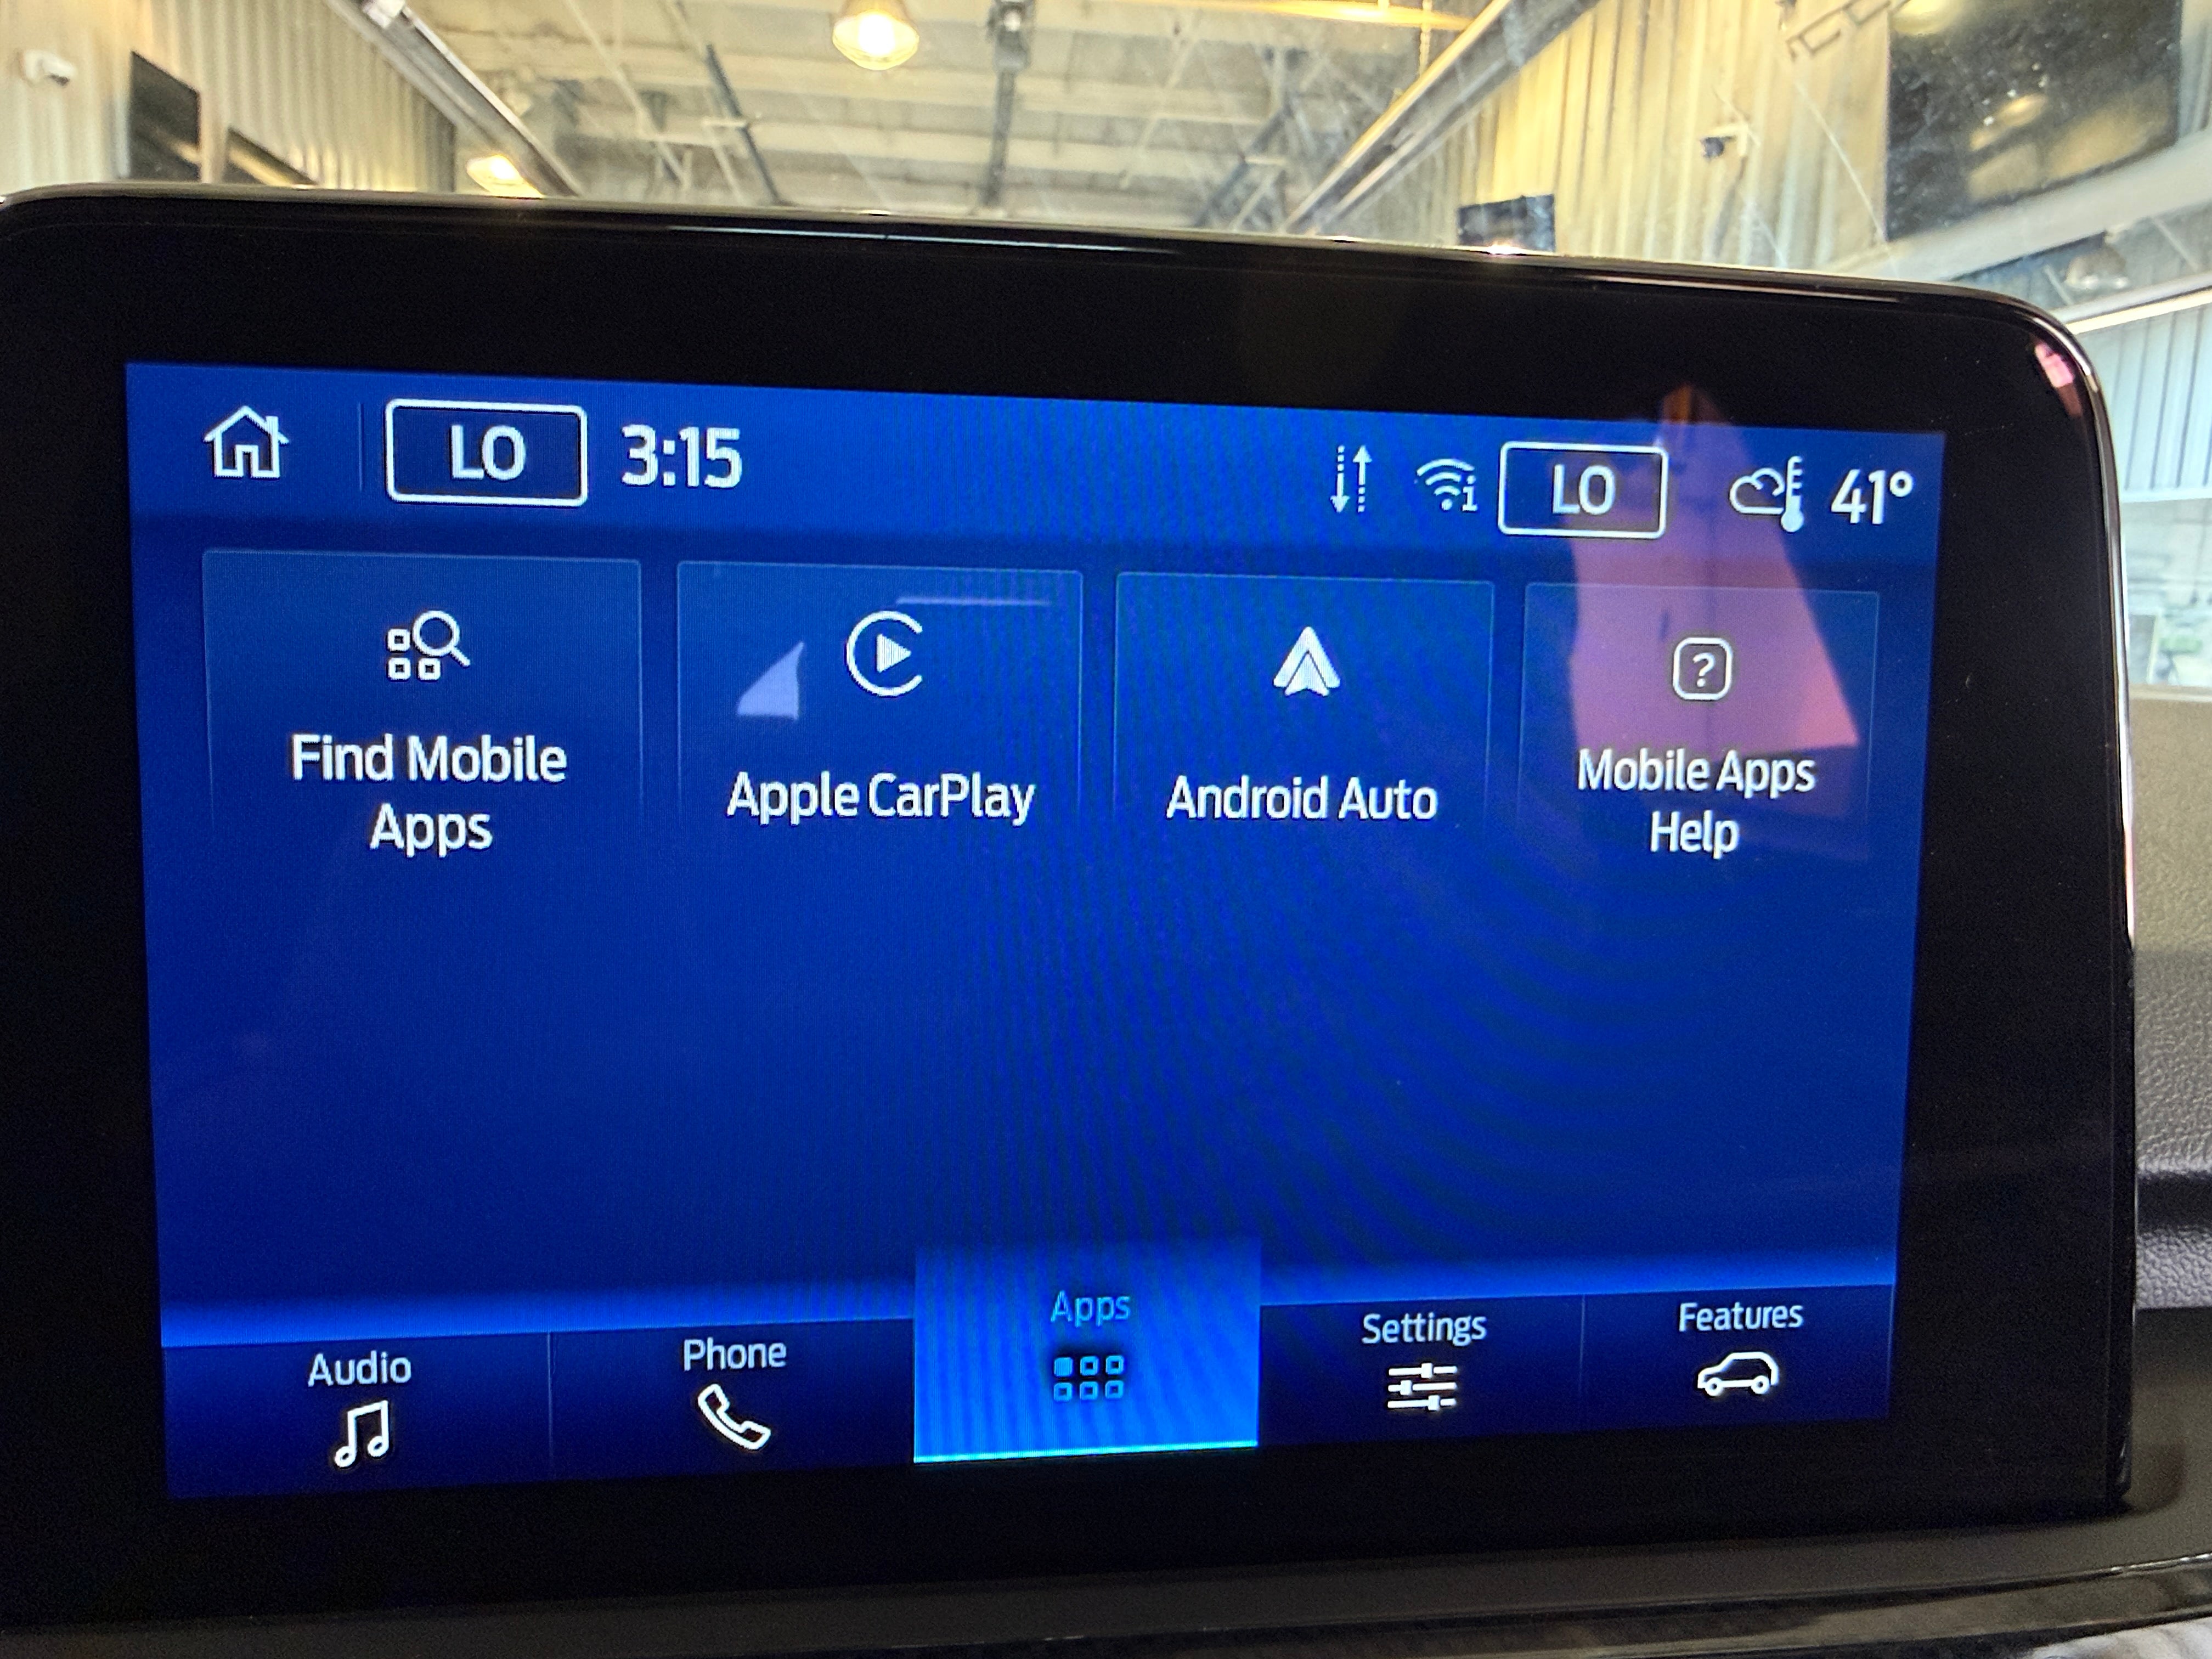 LO 3:15 LO 41°
Find Mobile
Apps
Apple CarPlay
Android Auto
Mobile Apps
Help
Audio
Phone
Apps
Settings
Features